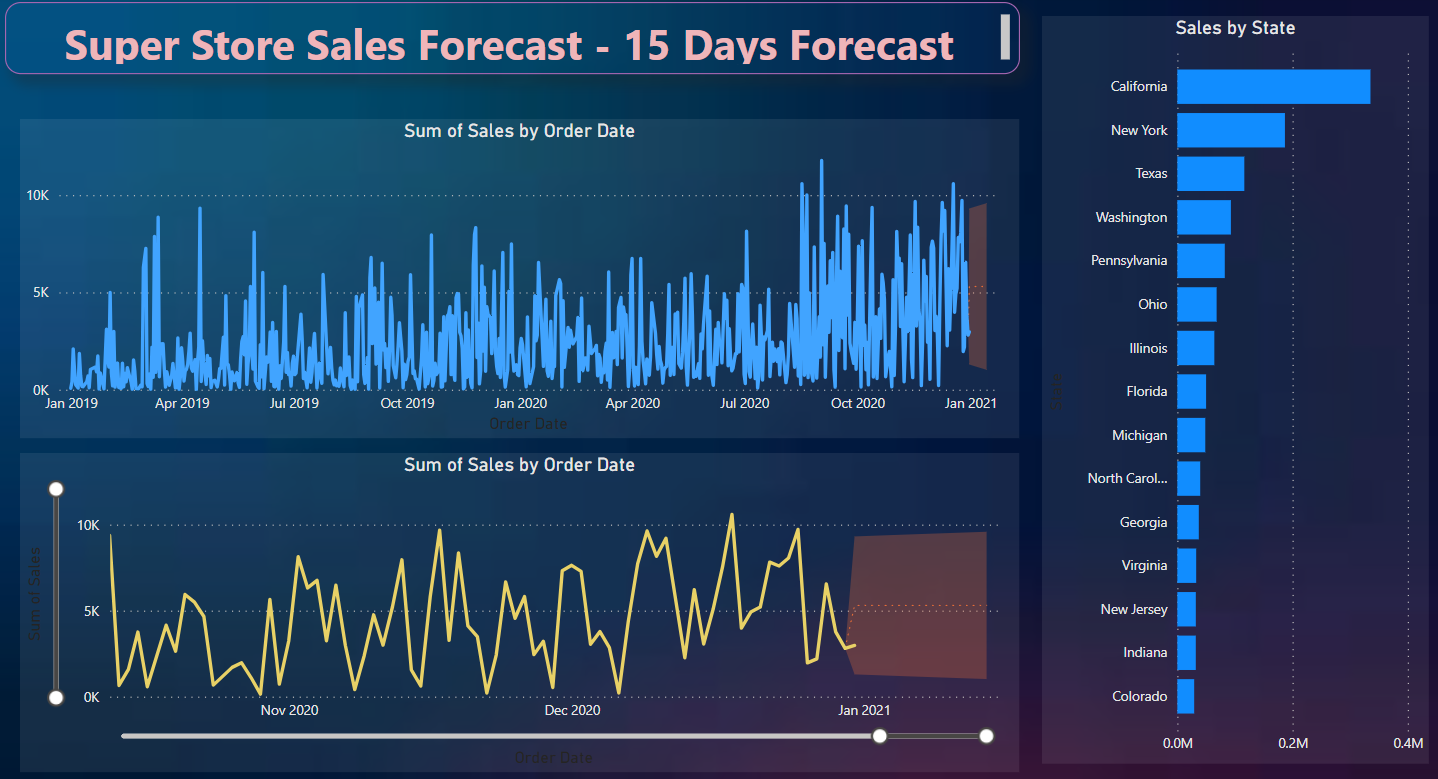 Super Store Sales Forecast - 15 Days Forecast
Sum of Sales by Order Date
10K
5K
0K
Jan 2019 Apr 2019 Jul 2019 Oct 2019 Jan 2020 Apr 2020 Jul 2020 Oct 2020 Jan 2021
Order Date
Sum of Sales by Order Date
Sum of Sales
10K
5K
0K
Nov 2020 Dec 2020 Jan 2021
Order Date
Sales by State
California
New York
Texas
Washington
Pennsylvania
Ohio
Illinois
Florida
Michigan
North Carol...
Georgia
Virginia
New Jersey
Indiana
Colorado
0.0M 0.2M 0.4M